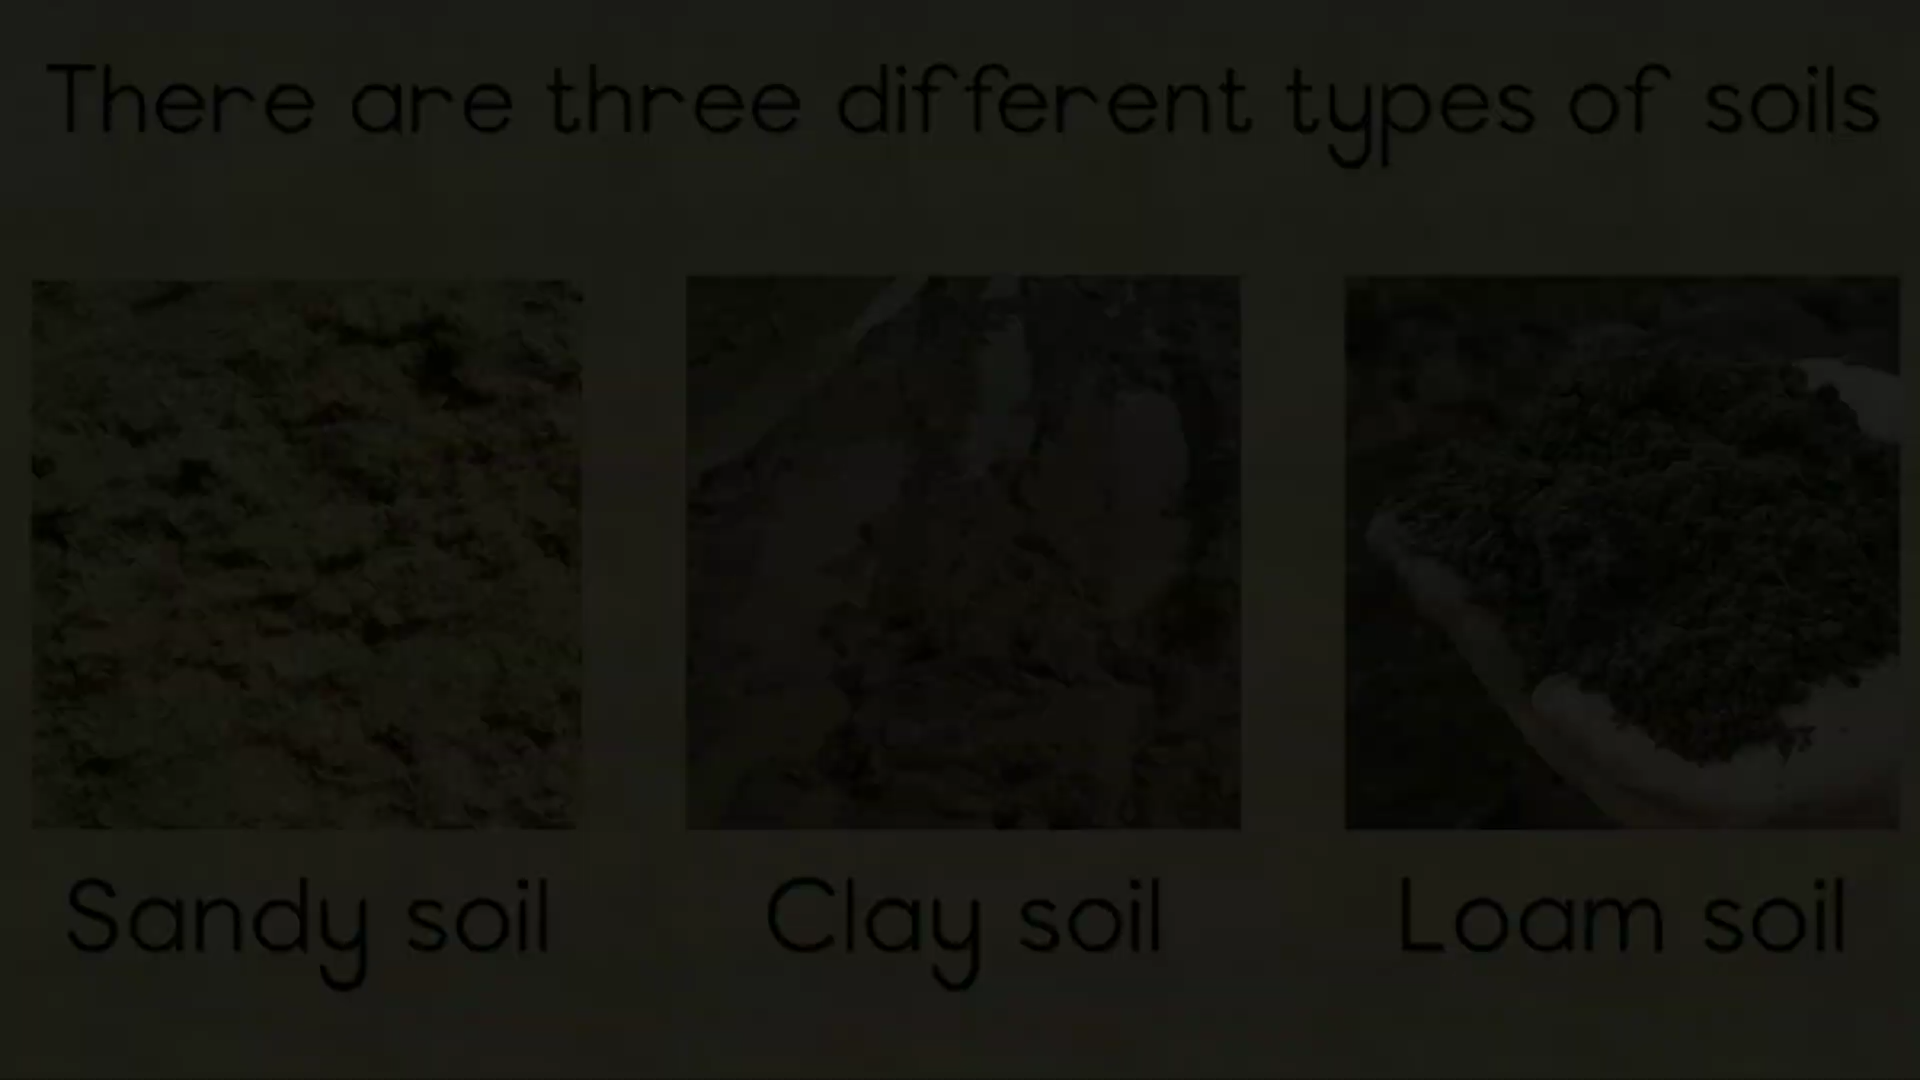 There are three different types of soils
Sandy soil
Clay soil
Loam soil